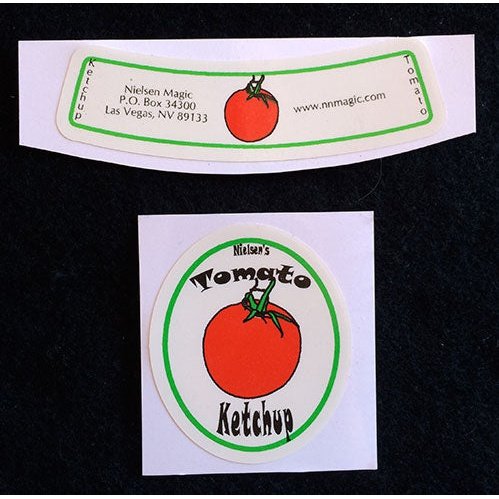 Ketchup
Nielsen Magic
P.O. Box 34300
Las Vegas, NV 89133
www.nnmagic.com
Tomato
Nielsen's
Tomato
Ketchup